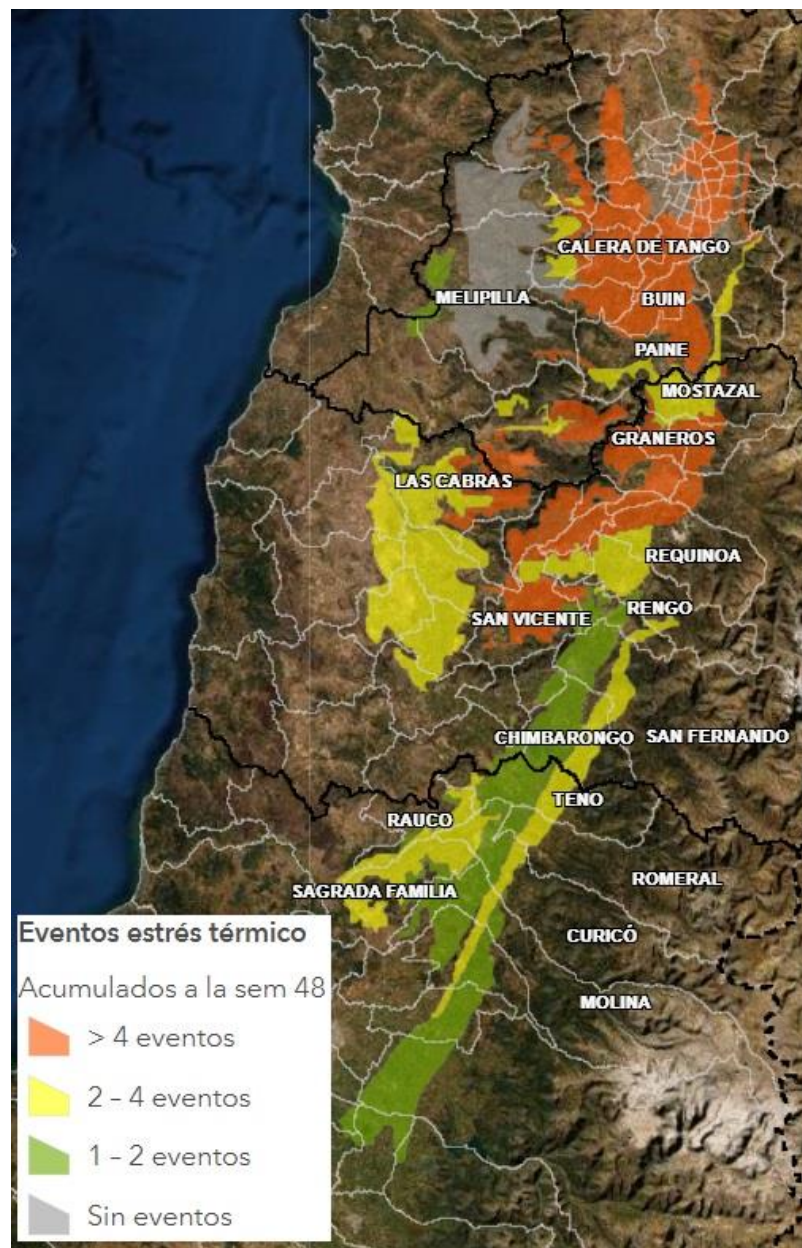 CALERA DE TANGO
MELIPILLA
BUIN
PAINE
MOSTAZAL
GRANEROS
LAS CABRAS
REQUINOA
RENGO
SAN VICENTE
CHIMBARONGO
SAN FERNANDO
TENO
RAUCO
ROMERAL
SAGRADA FAMILIA
CURICÓ
MOLINA
Eventos estrés térmico
Acumulados a la sem 48
> 4 eventos
2 – 4 eventos
1 – 2 eventos
Sin eventos